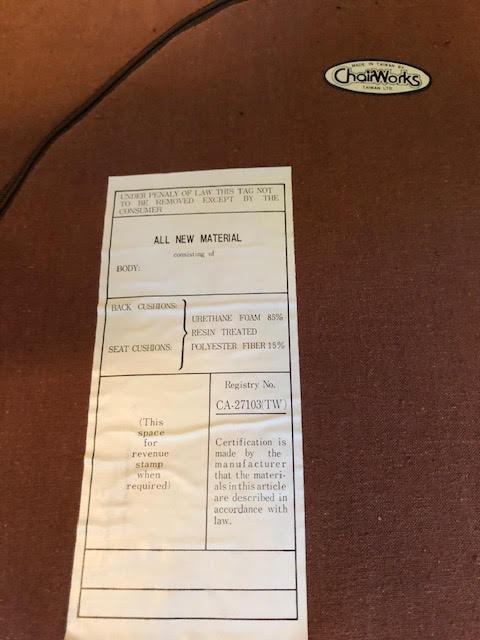 MADE IN TAIWAN BY
ChairWorks
TAIWAN LTD.
UNDER PENALY OF LAW THIS TAG NOT
TO BE REMOVED EXCEPT BY THE
CONSUMER
ALL NEW MATERIAL
consisting of
BODY:
BACK CUSHIONS:
SEAT CUSHIONS:
URETHANE FOAM 85%
RESIN TREATED
POLYESTER FIBER 15%
(This
space
for
revenue
stamp
when
required)
Registry No.
CA-27103(TW)
Certification is
made by the
manufacturer
that the materi-
als in this article
are described in
accordance with
law.